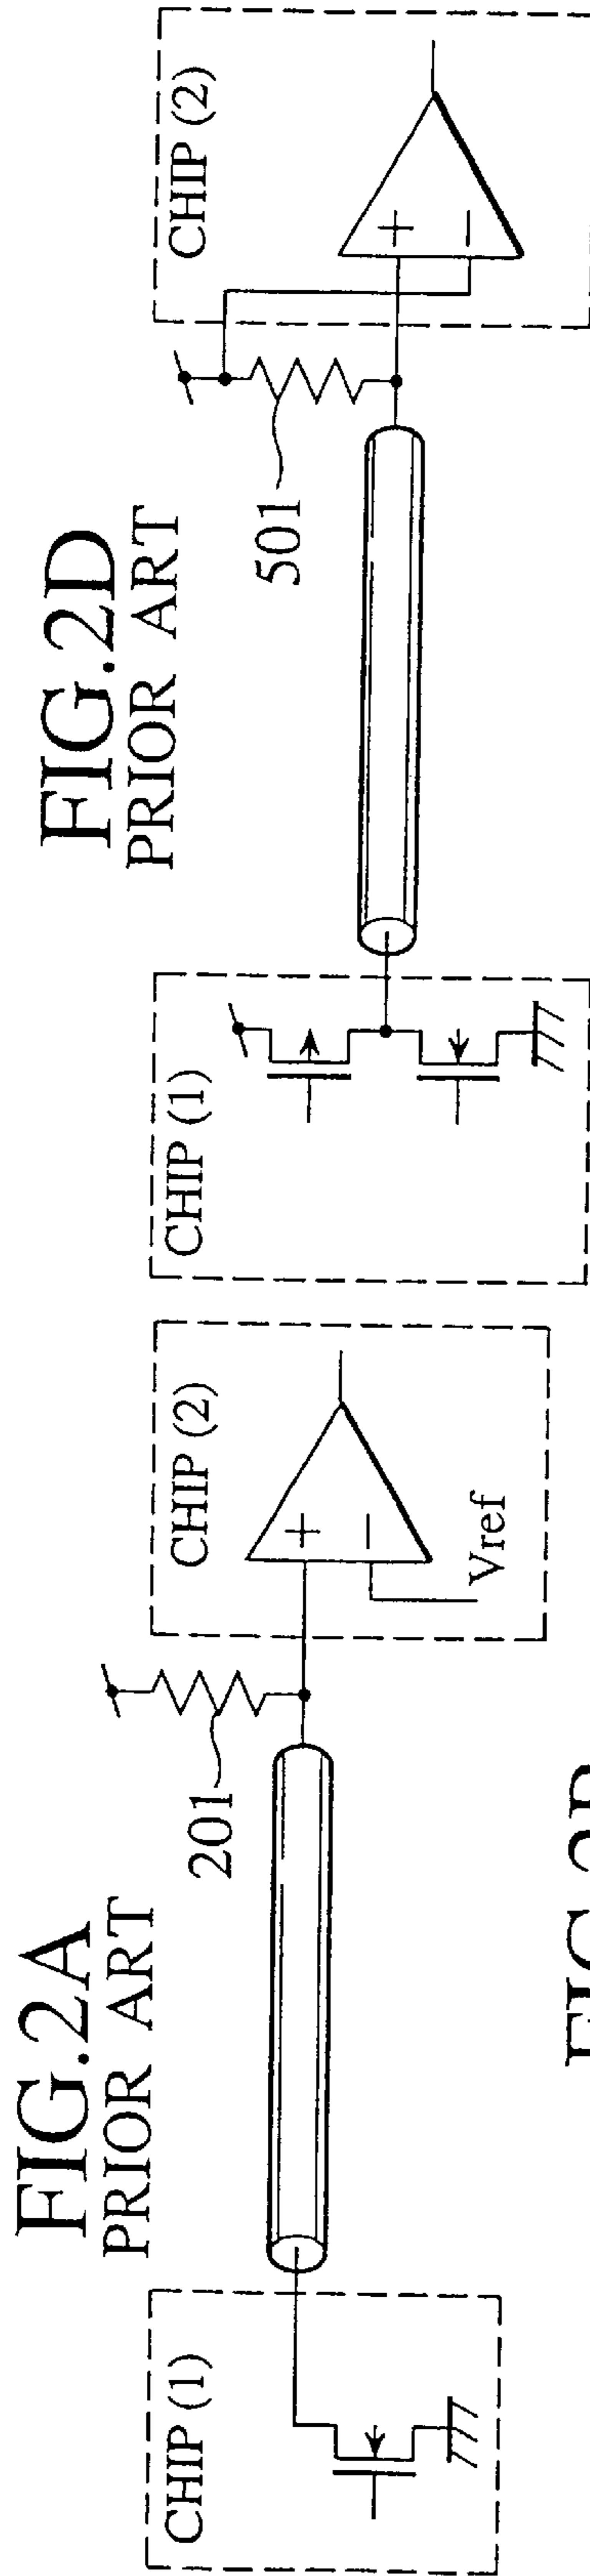 FIG.2A
PRIOR ART
CHIP (1)
201
CHIP (2)
+
−
Vref
FIG.2D
PRIOR ART
CHIP (1)
501
CHIP (2)
+
−